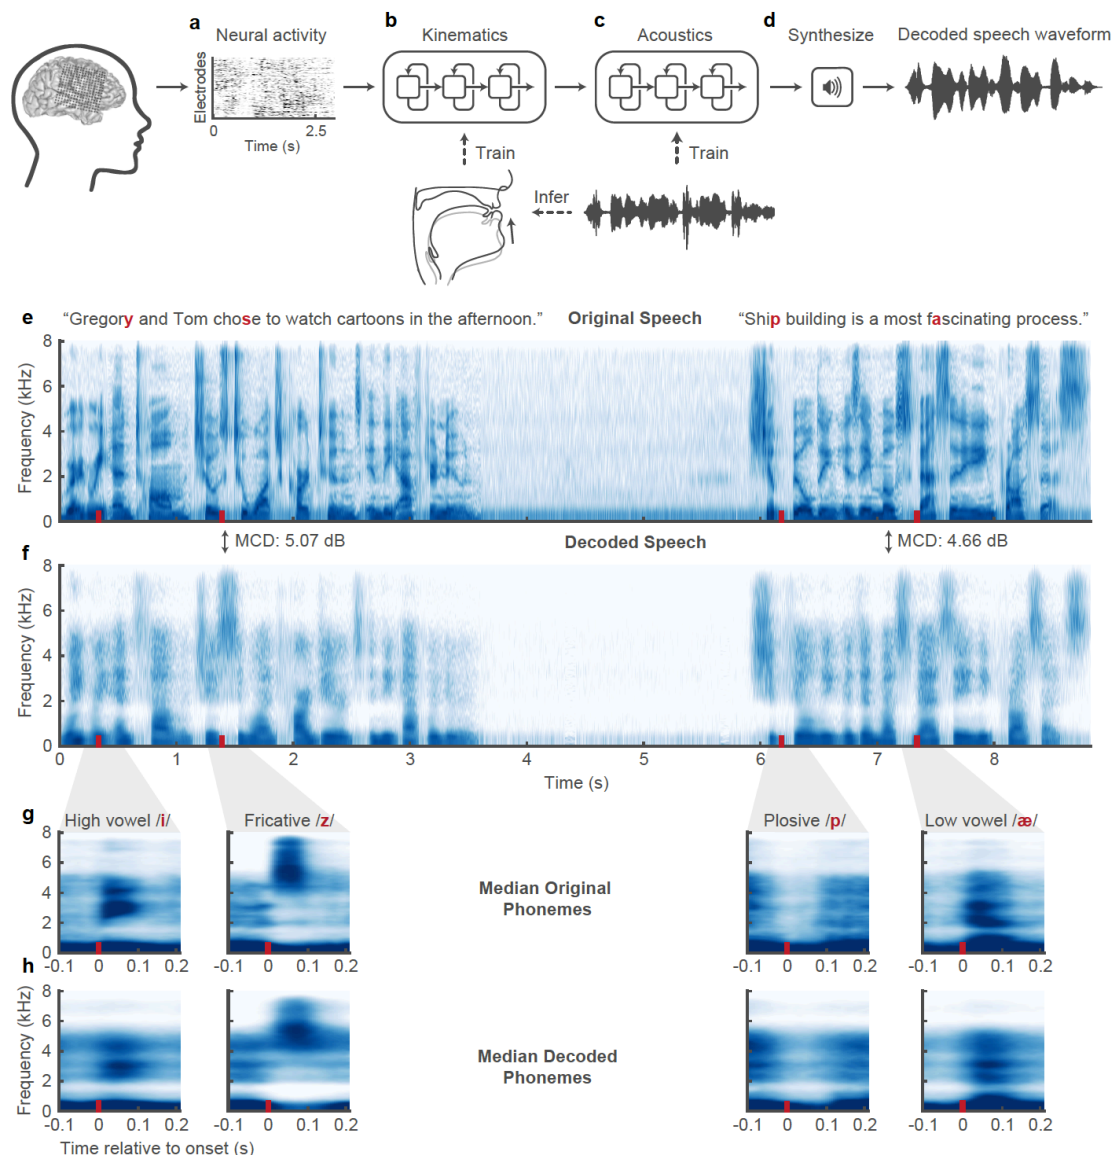 a
Neural activity
Electrodes
0
2.5
Time (s)
b
Kinematics
c
Acoustics
d
Synthesize
Decoded speech waveform
Train
Train
Infer
e
“Gregory and Tom chose to watch cartoons in the afternoon.”
Original Speech
“Ship building is a most fascinating process.”
Frequency (kHz)
8
6
4
2
0
MCD: 5.07 dB
MCD: 4.66 dB
f
Decoded Speech
Frequency (kHz)
8
6
4
2
0
0 1 2 3 4 5 6 7 8
Time (s)
g
High vowel /i/
Fricative /z/
Plosive /p/
Low vowel /æ/
8
6
4
2
0
Median Original
Phonemes
-0.1 0 0.1 0.2
-0.1 0 0.1 0.2
-0.1 0 0.1 0.2
-0.1 0 0.1 0.2
h
Frequency (kHz)
8
6
4
2
0
Median Decoded
Phonemes
-0.1 0 0.1 0.2
-0.1 0 0.1 0.2
-0.1 0 0.1 0.2
-0.1 0 0.1 0.2
Time relative to onset (s)